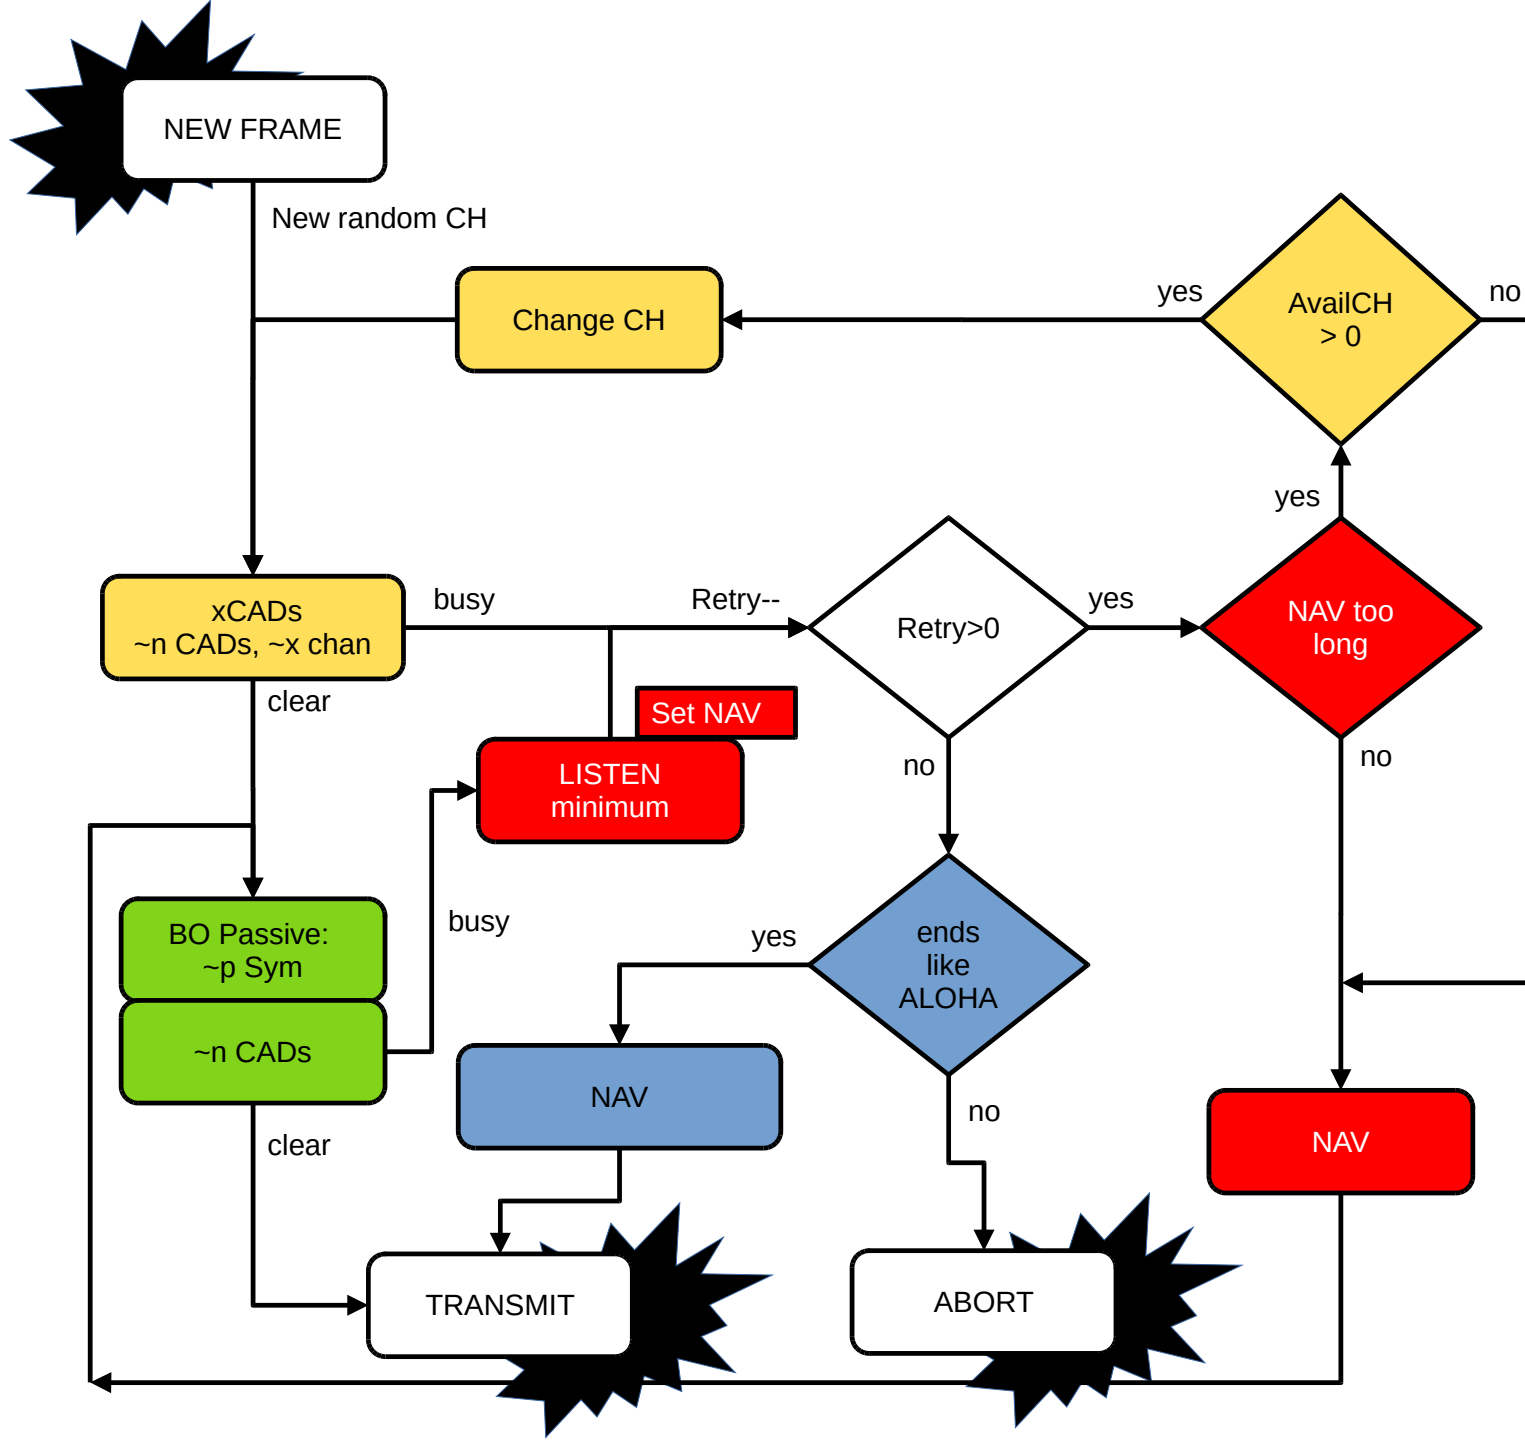 NEW FRAME
New random CH
Change CH
yes
AvailCH
> 0
no
yes
xCADs
~n CADs, ~x chan
busy
Retry--
Retry>0
yes
NAV too
long
clear
Set NAV
LISTEN
minimum
no
no
BO Passive:
~p Sym
busy
yes
ends
like
ALOHA
~n CADs
NAV
no
clear
NAV
TRANSMIT
ABORT